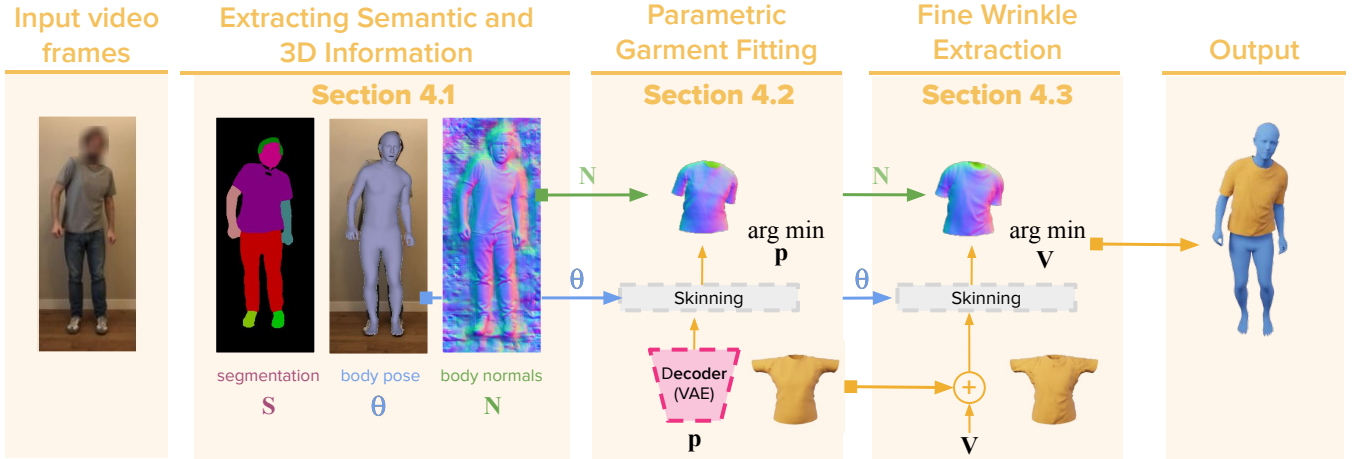 Input video
frames
Extracting Semantic and
3D Information
Parametric
Garment Fitting
Fine Wrinkle
Extraction
Output
Section 4.1
Section 4.2
Section 4.3
N
N
arg min
p
arg min
V
θ
θ
Skinning
Skinning
Decoder
(VAE)
+
segmentation
body pose
body normals
S
θ
N
p
V